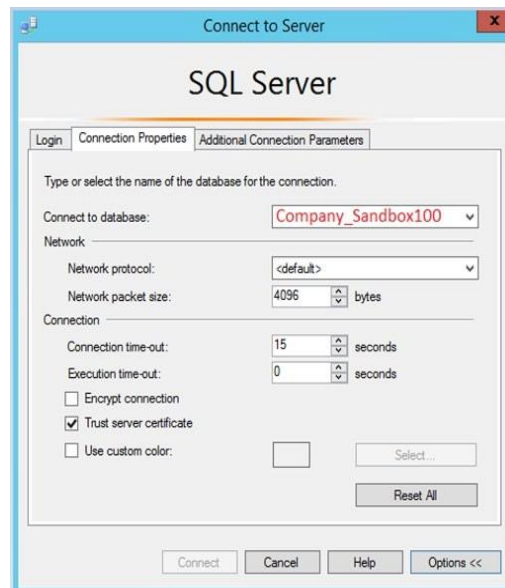 Connect to Server
x
SQL Server
Login Connection Properties Additional Connection Parameters
Type or select the name of the database for the connection.
Connect to database: Company_Sandbox100
Network
Network protocol: <default>
Network packet size: 4096 bytes
Connection
Connection time-out: 15 seconds
Execution time-out: 0 seconds
Encrypt connection
Trust server certificate
Use custom color: Select...
Reset All
Connect Cancel Help Options <<